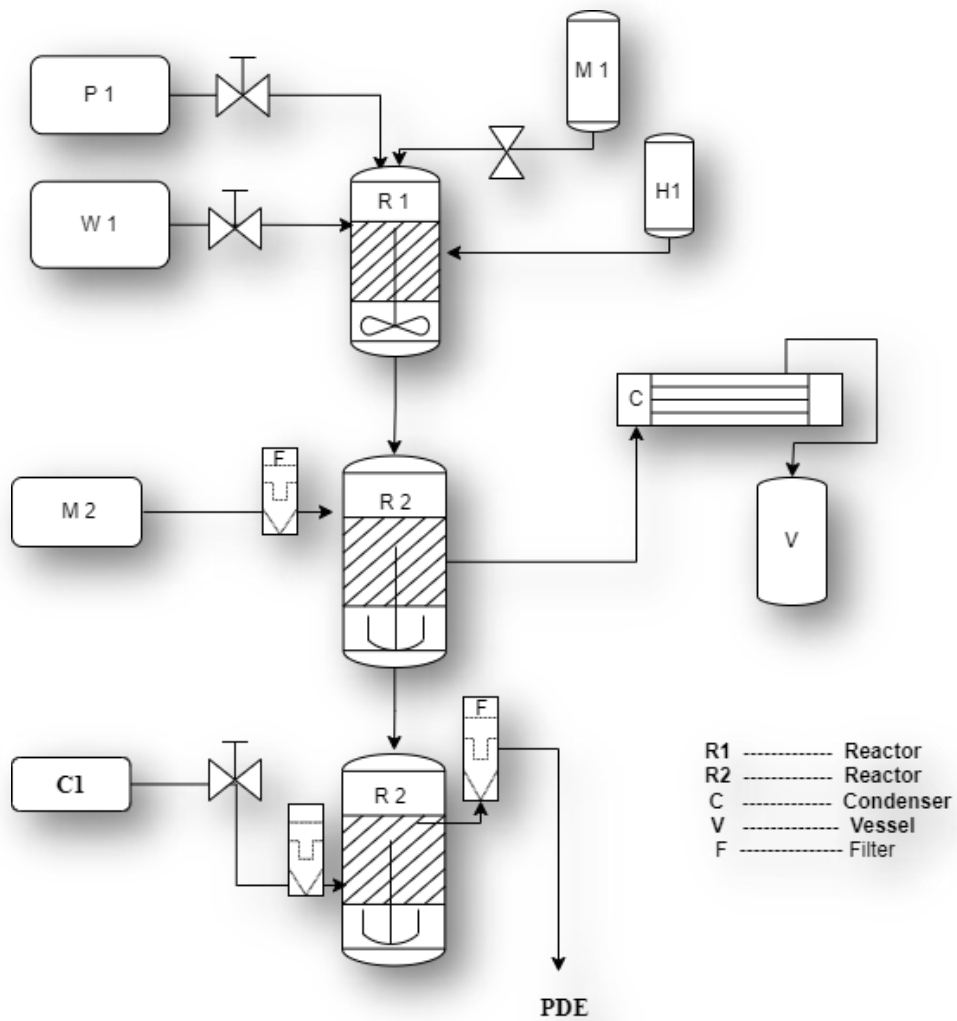 P 1
M 1
H1
W 1
R 1
C
F
M 2
R 2
V
F
C1
R 2
R1 ------------- Reactor
R2 ------------- Reactor
C --------------- Condenser
V --------------- Vessel
F --------------- Filter
PDE